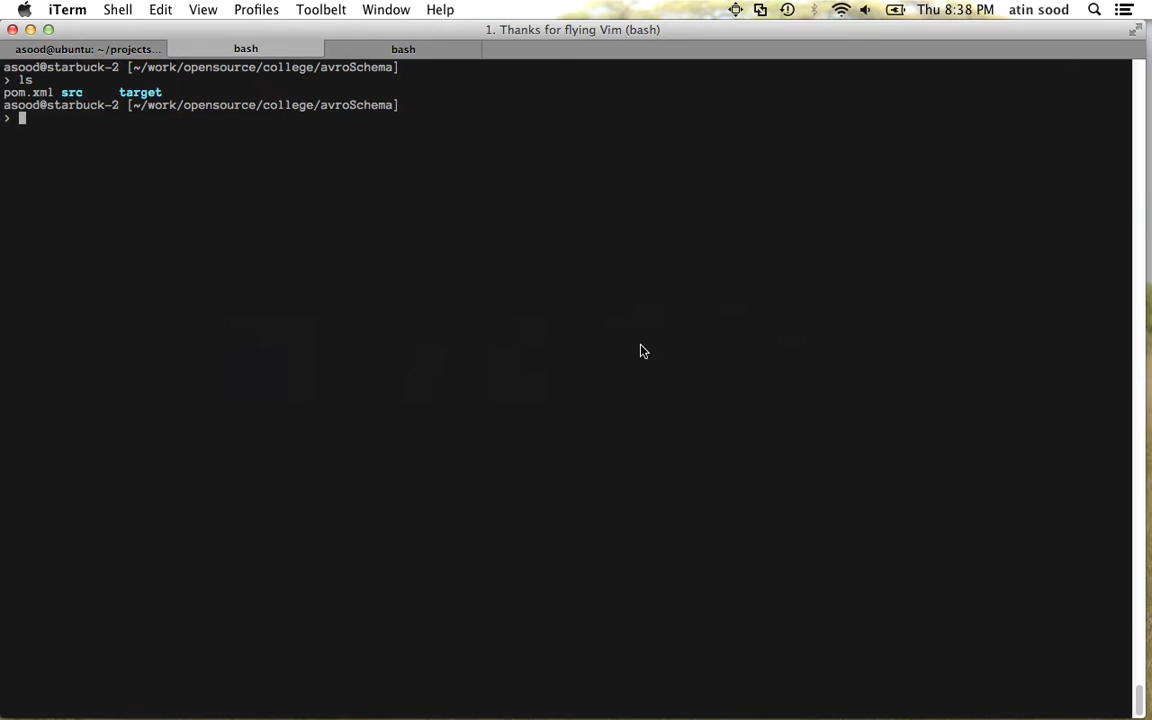 iTerm Shell Edit View Profiles Toolbelt Window Help Thu 8:38 PM atin sood
1. Thanks for flying Vim (bash)
asood@ubuntu: ~/projects... bash bash
asood@starbuck-2 [~/work/opensource/college/avroSchema]
> ls
pom.xml src target
asood@starbuck-2 [~/work/opensource/college/avroSchema]
>